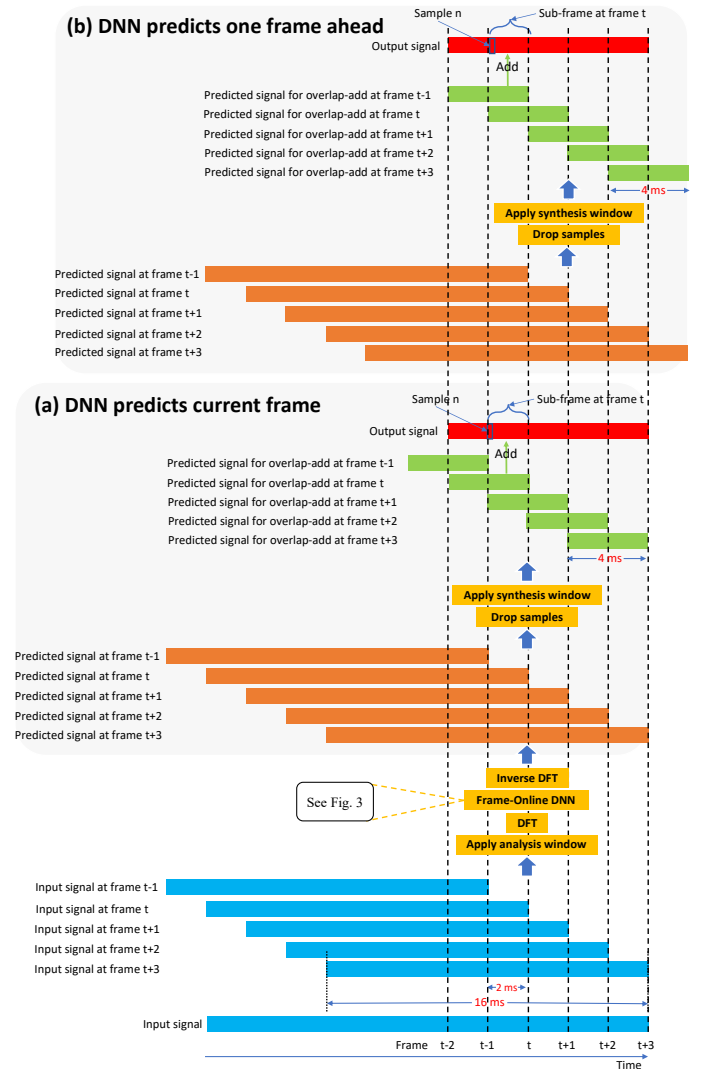 (b) DNN predicts one frame ahead
Sample n
Sub-frame at frame t
Output signal
Add
Predicted signal for overlap-add at frame t-1
Predicted signal for overlap-add at frame t
Predicted signal for overlap-add at frame t+1
Predicted signal for overlap-add at frame t+2
Predicted signal for overlap-add at frame t+3
4 ms
Apply synthesis window
Drop samples
Predicted signal at frame t-1
Predicted signal at frame t
Predicted signal at frame t+1
Predicted signal at frame t+2
Predicted signal at frame t+3
(a) DNN predicts current frame
Sample n
Sub-frame at frame t
Output signal
Add
Predicted signal for overlap-add at frame t-1
Predicted signal for overlap-add at frame t
Predicted signal for overlap-add at frame t+1
Predicted signal for overlap-add at frame t+2
Predicted signal for overlap-add at frame t+3
4 ms
Apply synthesis window
Drop samples
Predicted signal at frame t-1
Predicted signal at frame t
Predicted signal at frame t+1
Predicted signal at frame t+2
Predicted signal at frame t+3
Inverse DFT
See Fig. 3
Frame-Online DNN
DFT
Apply analysis window
Input signal at frame t-1
Input signal at frame t
Input signal at frame t+1
Input signal at frame t+2
Input signal at frame t+3
2 ms
16 ms
Input signal
Frame t-2 t-1 t t+1 t+2 t+3
Time